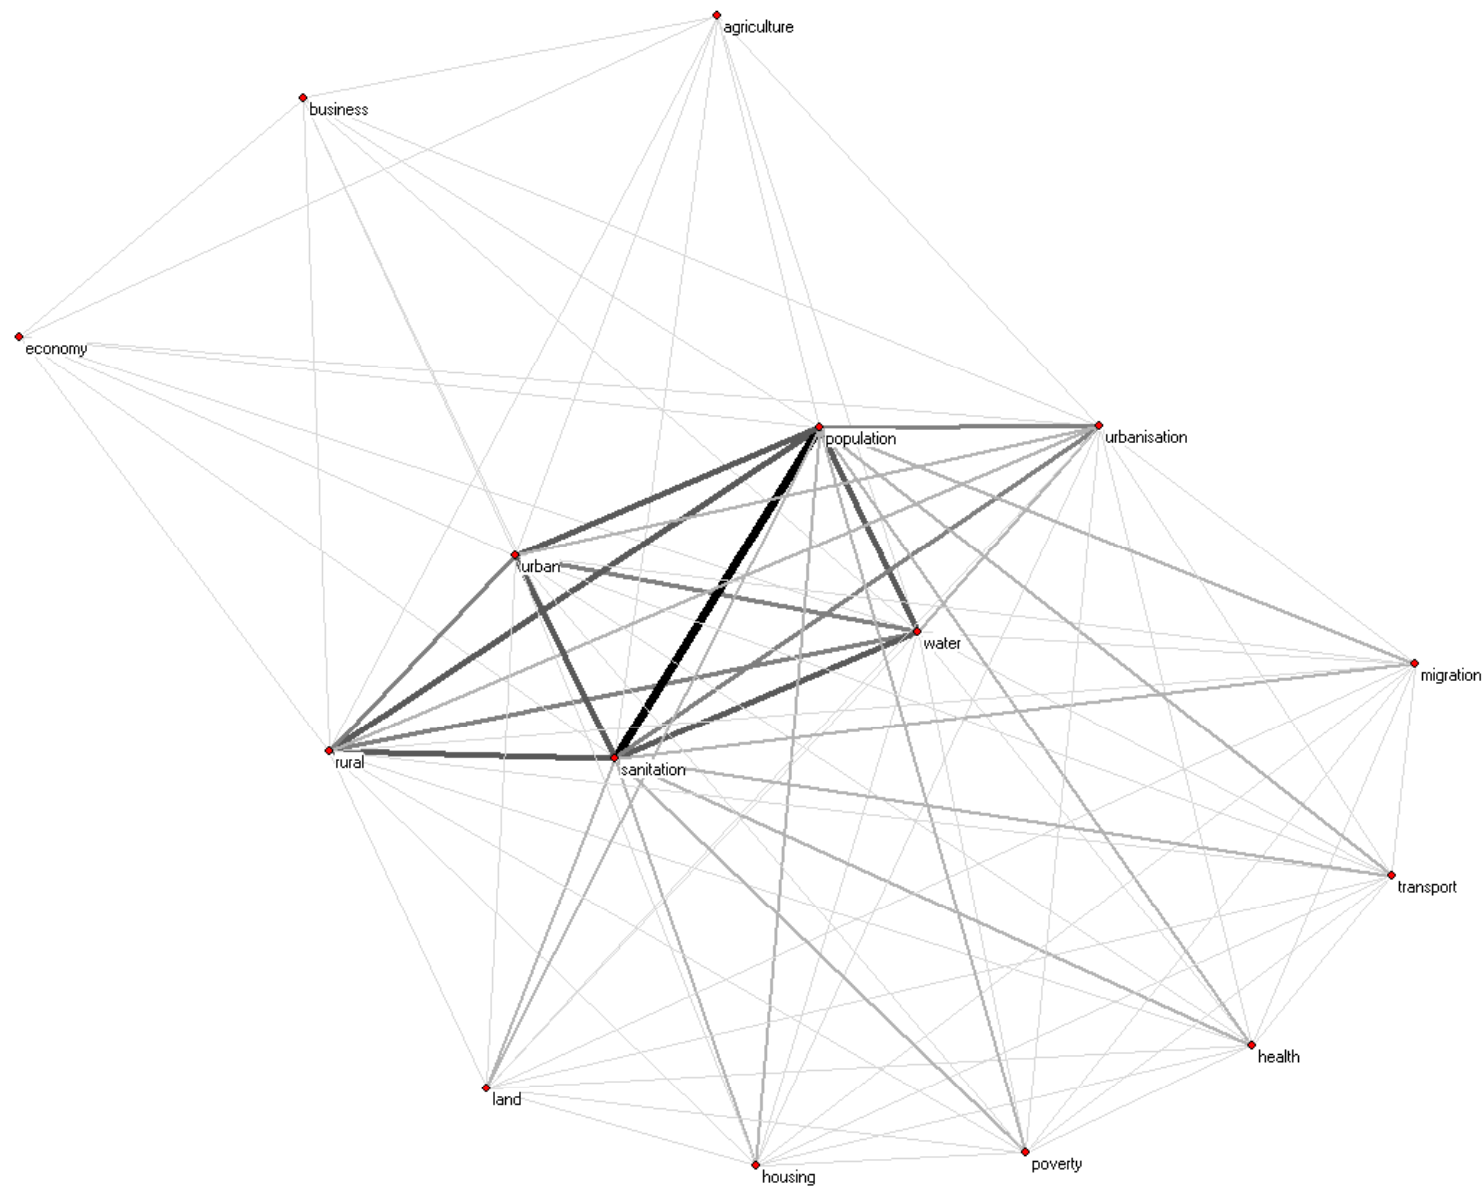 agriculture
business
economy
population
urbanisation
urban
water
migration
rural
sanitation
transport
health
land
poverty
housing